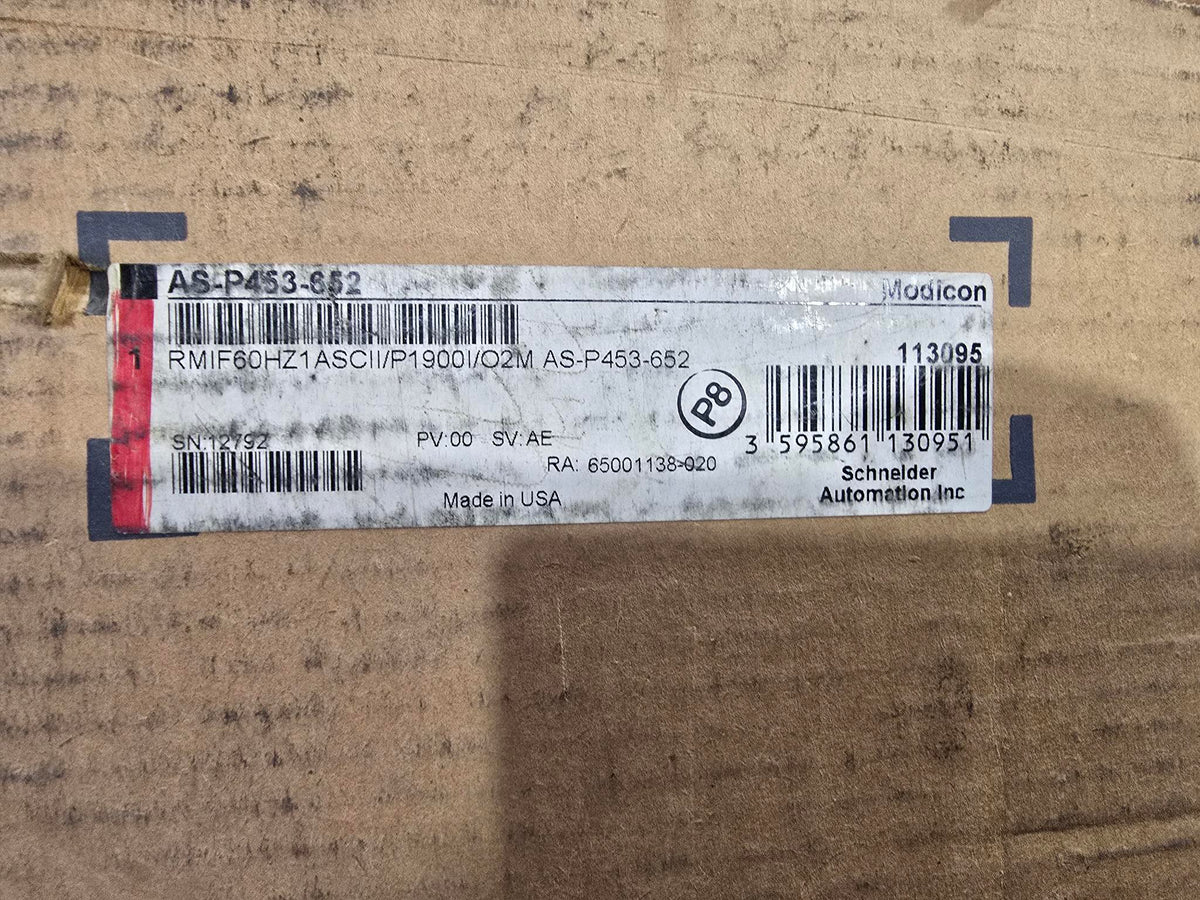 AS-P453-652
Modicon
1
RMIF60HZ1ASCII/P1900I/O2M AS-P453-652
113095
P8
SN:12792
PV:00 SV:AE
3 595861 130951
RA: 65001138-020
Schneider
Automation Inc
Made in USA